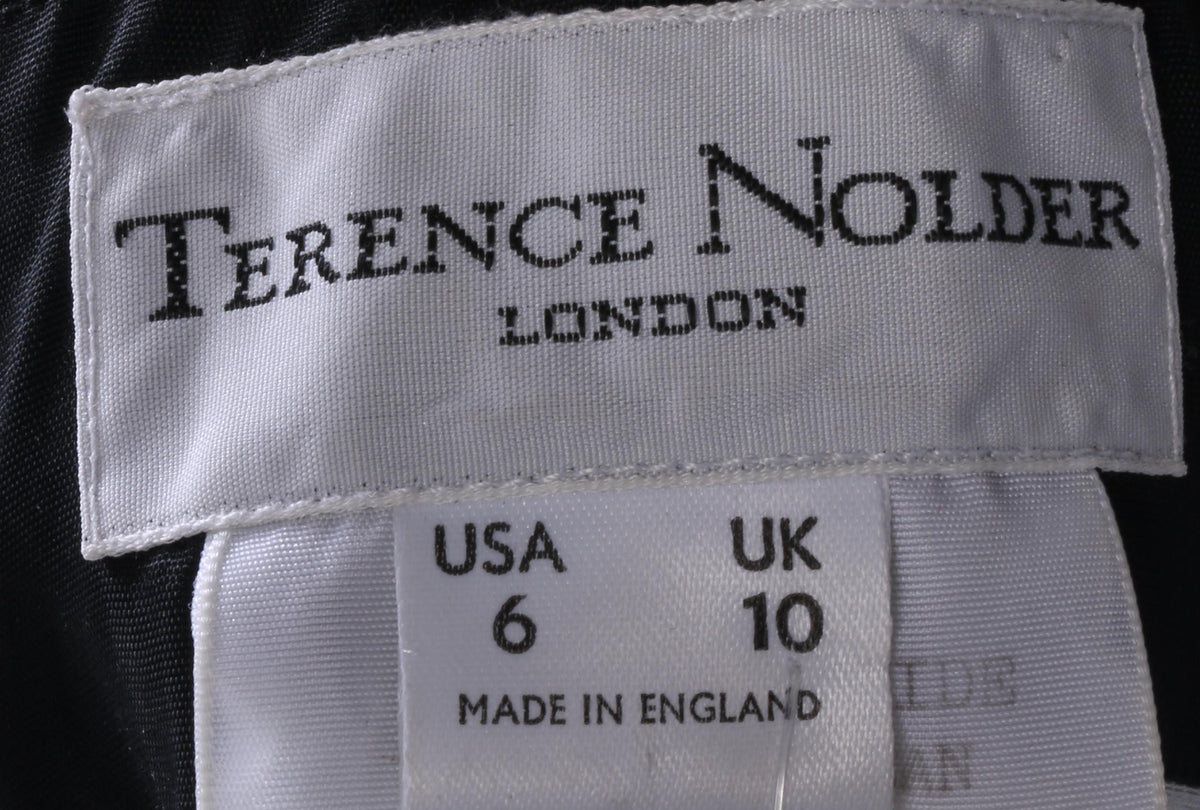 TERENCE NOLDER
LONDON
USA UK
6 10
MADE IN ENGLAND